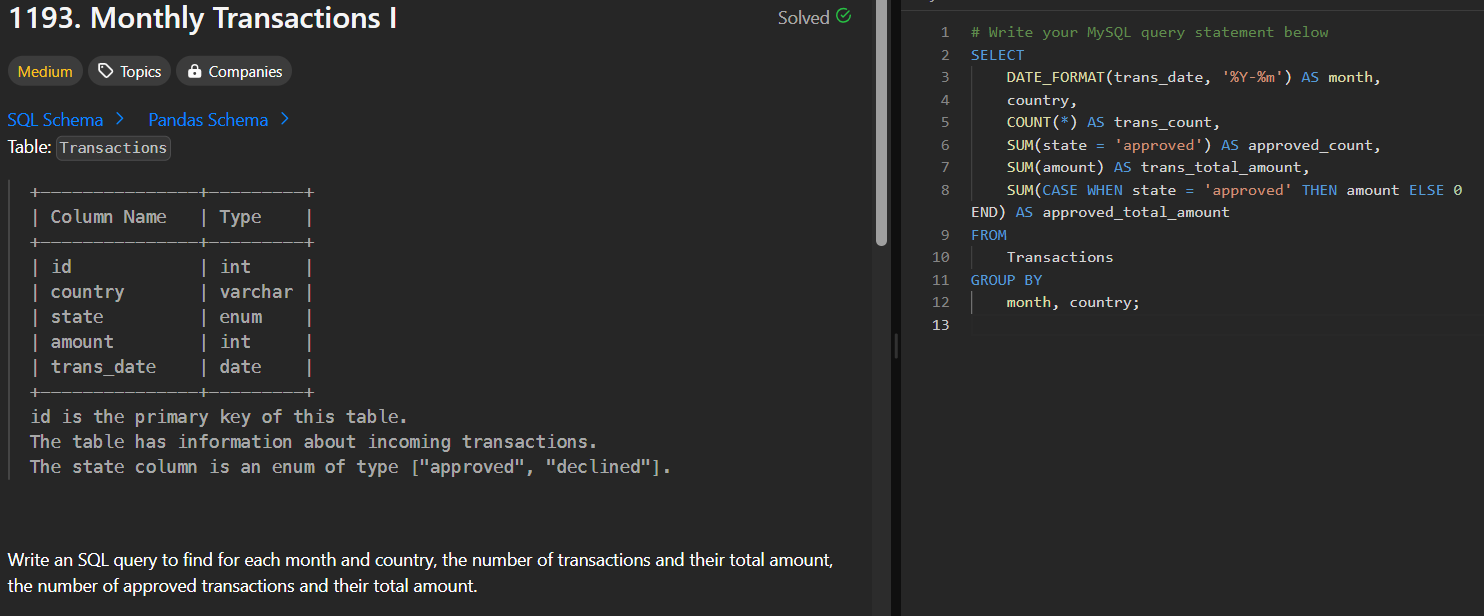 1193. Monthly Transactions I
Solved
Medium
Topics
Companies
SQL Schema
Pandas Schema
Table: Transactions
+---------------+---------+
| Column Name   | Type    |
+---------------+---------+
| id            | int     |
| country       | varchar |
| state         | enum    |
| amount        | int     |
| trans_date    | date    |
+---------------+---------+
id is the primary key of this table.
The table has information about incoming transactions.
The state column is an enum of type ["approved", "declined"].
Write an SQL query to find for each month and country, the number of transactions and their total amount,
the number of approved transactions and their total amount.
1 # Write your MySQL query statement below
2 SELECT
3     DATE_FORMAT(trans_date, '%Y-%m') AS month,
4     country,
5     COUNT(*) AS trans_count,
6     SUM(state = 'approved') AS approved_count,
7     SUM(amount) AS trans_total_amount,
8     SUM(CASE WHEN state = 'approved' THEN amount ELSE 0
END) AS approved_total_amount
9 FROM
10     Transactions
11 GROUP BY
12     month, country;
13